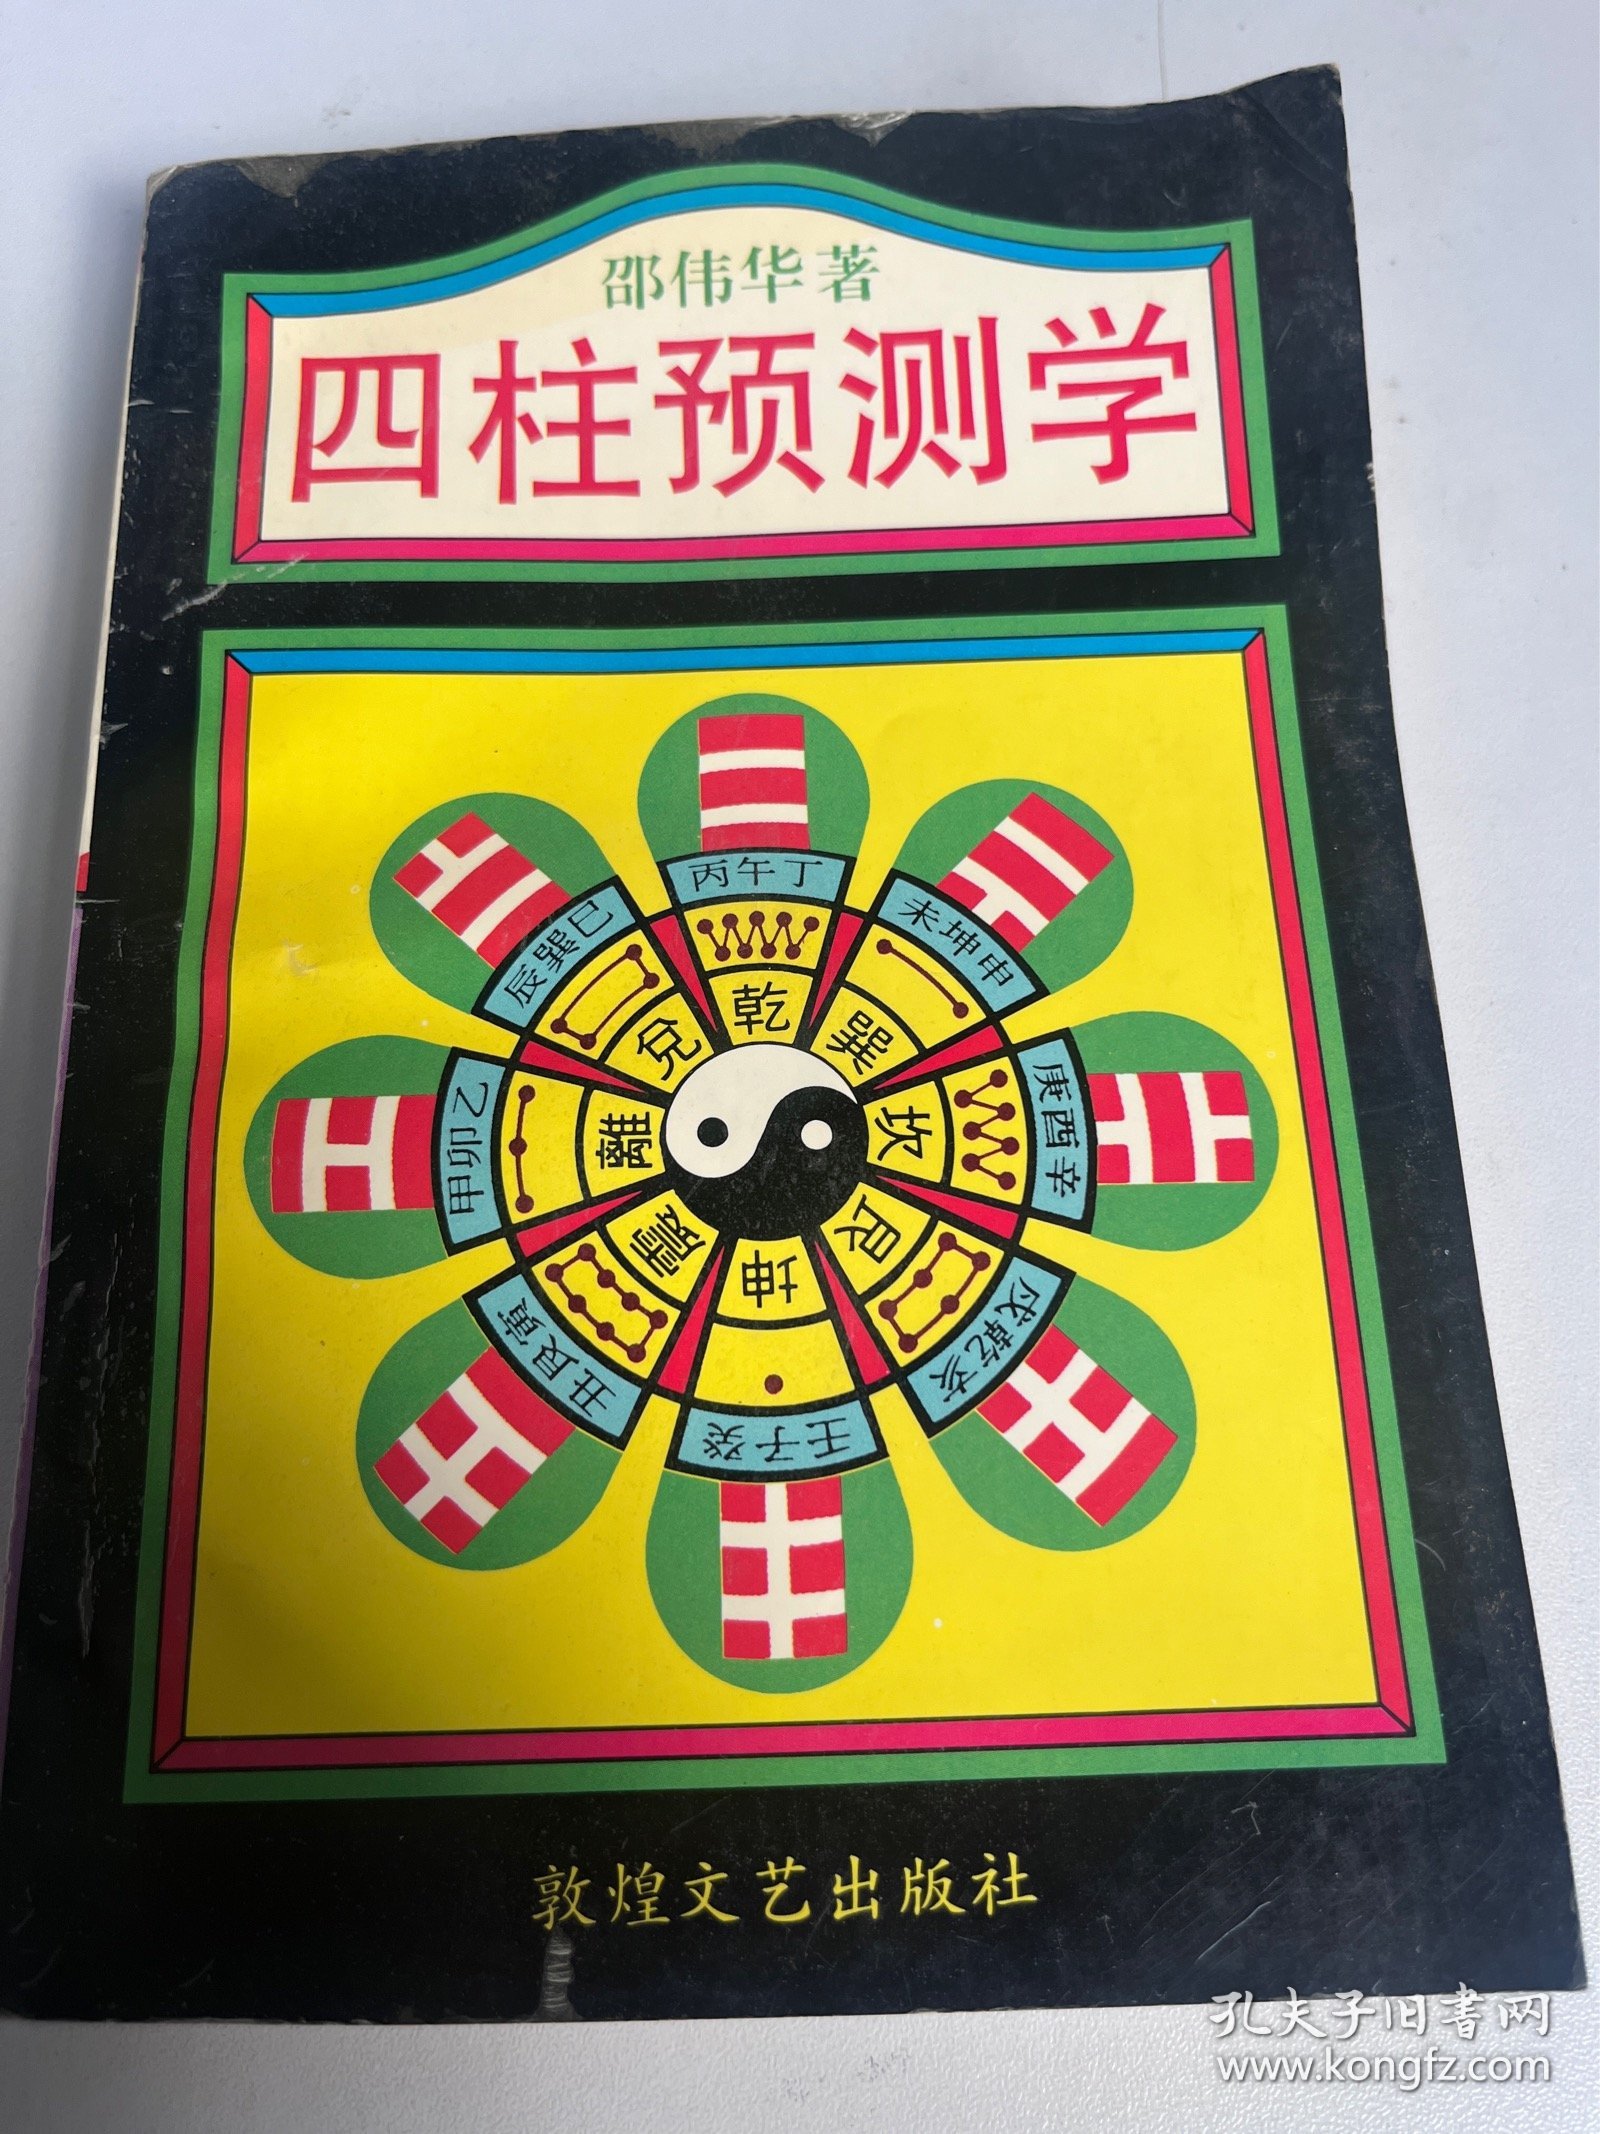 邵伟华著
四柱预测学
丙午丁
未坤申
庚酉辛
戌乾亥
壬子癸
丑艮寅
甲卯乙
辰巽巳
乾
巽
坎
艮
坤
震
離
兌
敦煌文艺出版社
孔夫子旧书网
www.kongfz.com